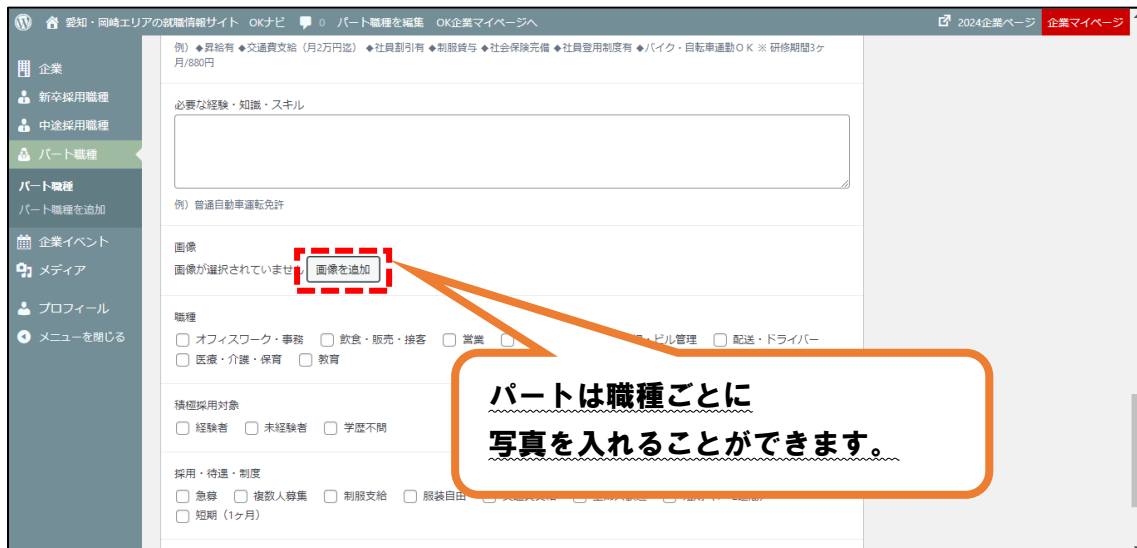 愛知・岡崎エリアの就職情報サイト OKナビ 0 パート職種を編集 OK企業マイページへ 2024企業ページ 企業マイページ
企業
新卒採用職種
中途採用職種
パート職種
パート職種
パート職種を追加
企業イベント
メディア
プロフィール
メニューを閉じる
例）◆昇給有 ◆交通費支給（月2万円迄） ◆社員割引有 ◆制服貸与 ◆社会保険完備 ◆社員登用制度有 ◆バイク・自転車通勤ＯＫ ※ 研修期間3ヶ
月/880円
必要な経験・知識・スキル
例）普通自動車運転免許
画像
画像が選択されていません 画像を追加
職種
オフィスワーク・事務 飲食・販売・接客 営業 ・ビル管理 配送・ドライバー
医療・介護・保育 教育
積極採用対象
経験者 未経験者 学歴不問
採用・待遇・制度
急募 複数人募集 制服支給 服装自由
短期（1ヶ月）
パートは職種ごとに
写真を入れることができます。